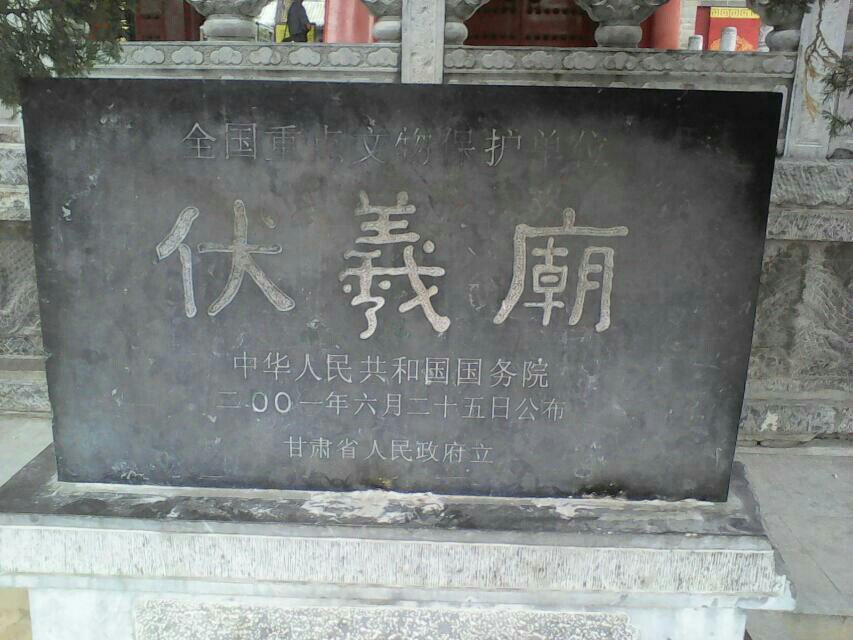 全国重点文物保护单位
伏羲廟
中华人民共和国国务院
二〇〇一年六月二十五日公布
甘肃省人民政府立